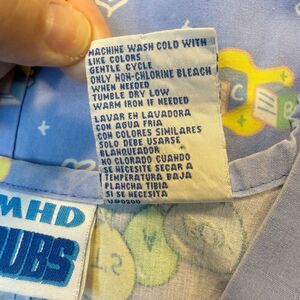 MACHINE WASH COLD WITH
LIKE COLORS
GENTLE CYCLE
ONLY NON-CHLORINE BLEACH
WHEN NEEDED
TUMBLE DRY LOW
WARM IRON IF NEEDED
LAVAR EN LAVADORA
CON AGUA FRIA
CON COLORES SIMILARES
SOLO DEBE USARSE
BLANQUEADOR
NO CLORADO CUANDO
SE NECESITE SECAR A
TEMPERATURA BAJA
PLANCHA TIBIA
SI SE NECESITA
MHD
UBS